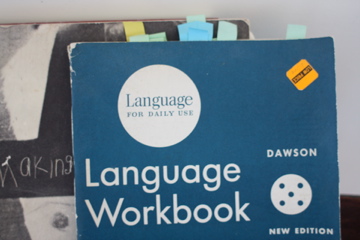 Making
Language
FOR DAILY USE
DAWSON
Language
Workbook
NEW EDITION